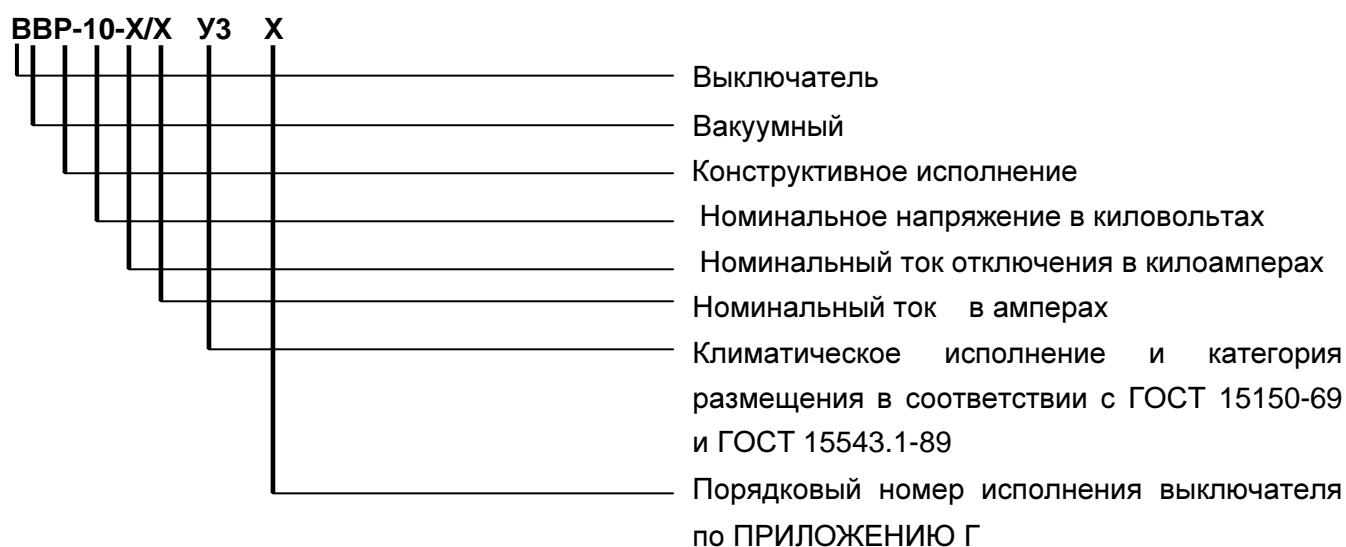 ВВР-10-Х/Х У3 Х
Выключатель
Вакуумный
Конструктивное исполнение
Номинальное напряжение в киловольтах
Номинальный ток отключения в килоамперах
Номинальный ток в амперах
Климатическое исполнение и категория
размещения в соответствии с ГОСТ 15150-69
и ГОСТ 15543.1-89
Порядковый номер исполнения выключателя
по ПРИЛОЖЕНИЮ Г